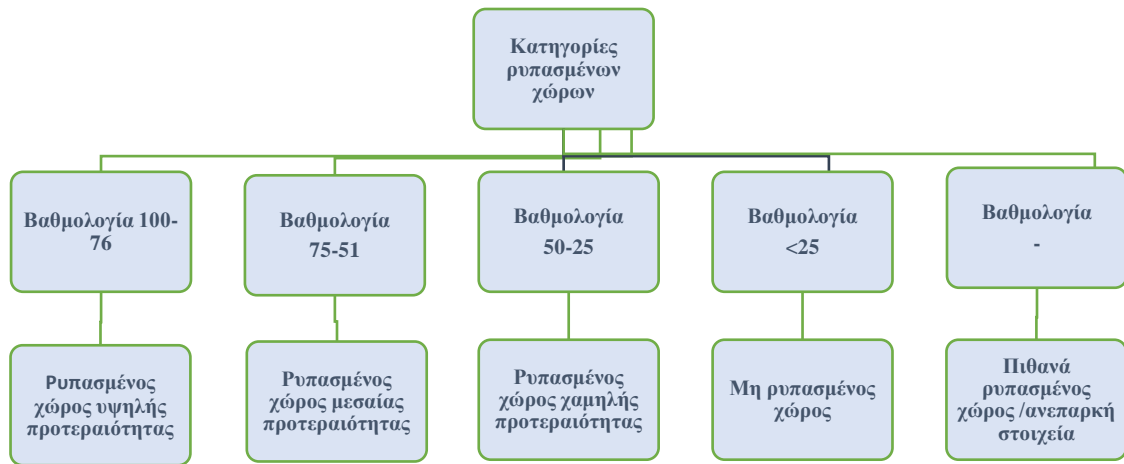 Κατηγορίες
ρυπασμένων
χώρων
Βαθμολογία 100-
76
Βαθμολογία
75-51
Βαθμολογία
50-25
Βαθμολογία
<25
Βαθμολογία
-
Ρυπασμένος
χώρος υψηλής
προτεραιότητας
Ρυπασμένος
χώρος μεσαίας
προτεραιότητας
Ρυπασμένος
χώρος χαμηλής
προτεραιότητας
Μη ρυπασμένος
χώρος
Πιθανά
ρυπασμένος
χώρος /ανεπαρκή
στοιχεία